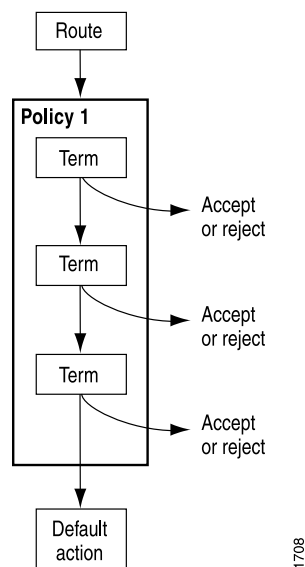 Route
Policy 1
Term
Accept
or reject
Term
Accept
or reject
Term
Accept
or reject
Default
action
1708